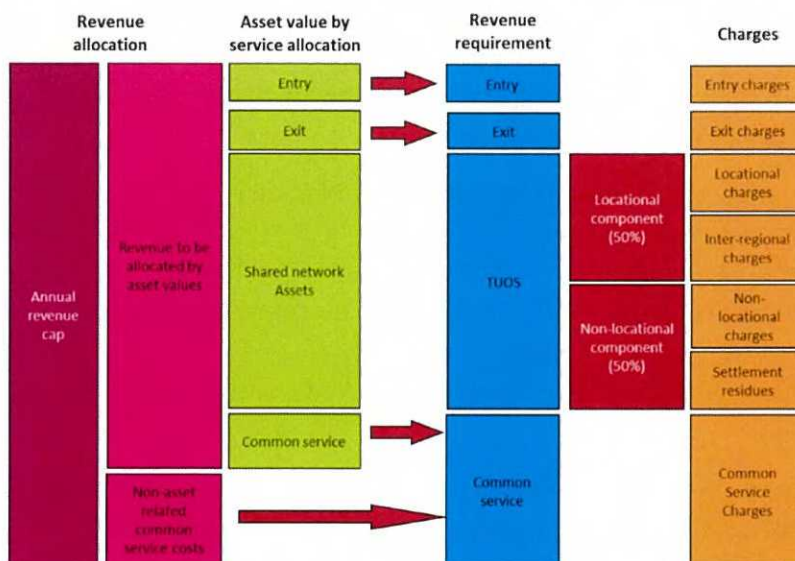 Revenue
allocation
Asset value by
service allocation
Revenue
requirement
Charges
Annual
revenue
cap
Revenue to be
allocated by
asset values
Non-asset
related
common
service costs
Entry
Exit
Shared network
Assets
Common service
Entry
Exit
TUOS
Common
service
Locational
component
(50%)
Non-locational
component
(50%)
Entry charges
Exit charges
Locational
charges
Inter-regional
charges
Non-
locational
charges
Settlement
residues
Common
Service
Charges